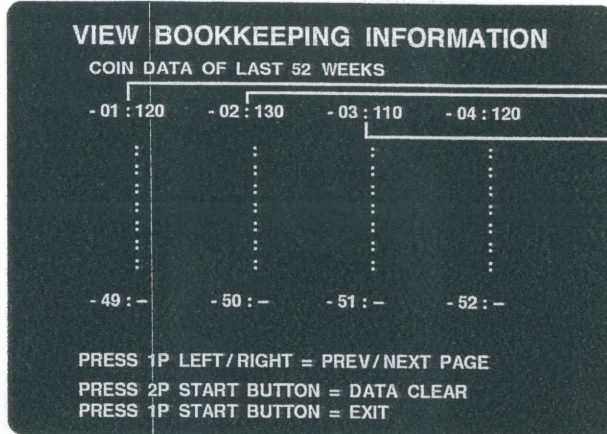 VIEW BOOKKEEPING INFORMATION
COIN DATA OF LAST 52 WEEKS
- 01 : 120 - 02 : 130 - 03 : 110 - 04 : 120
- 49 : – - 50 : – - 51 : – - 52 : –
PRESS 1P LEFT / RIGHT = PREV / NEXT PAGE
PRESS 2P START BUTTON = DATA CLEAR
PRESS 1P START BUTTON = EXIT